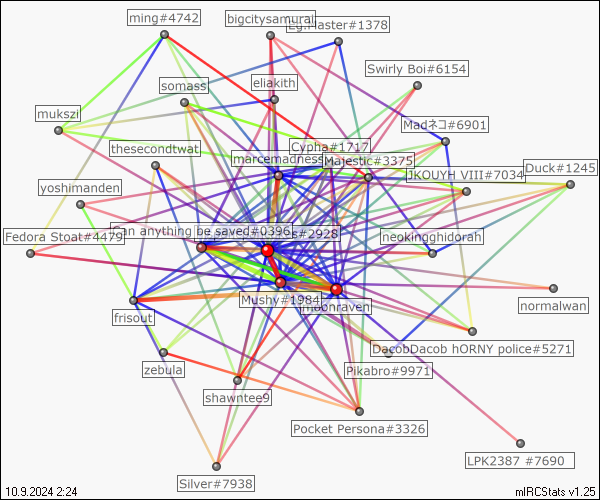 ming#4742
bigcitysamurai
Master#1378
Swirly Boi#6154
somass
eliakith
mukszi
Madネコ#6901
thesecondtwat
Cypha#1717
marcemadness
Majestic#3375
JKOUYH VIII#7034
Duck#1245
yoshimanden
Fedora Stoat#4479
Can anything be saved#0396
#2928
neokingghidorah
Mushy#1984
moonraven
frisout
normalwan
DacobDacob hORNY police#5271
zebula
Pikabro#9971
shawntee9
Pocket Persona#3326
LPK2387 #7690
Silver#7938
10.9.2024 2:24
mIRCStats v1.25